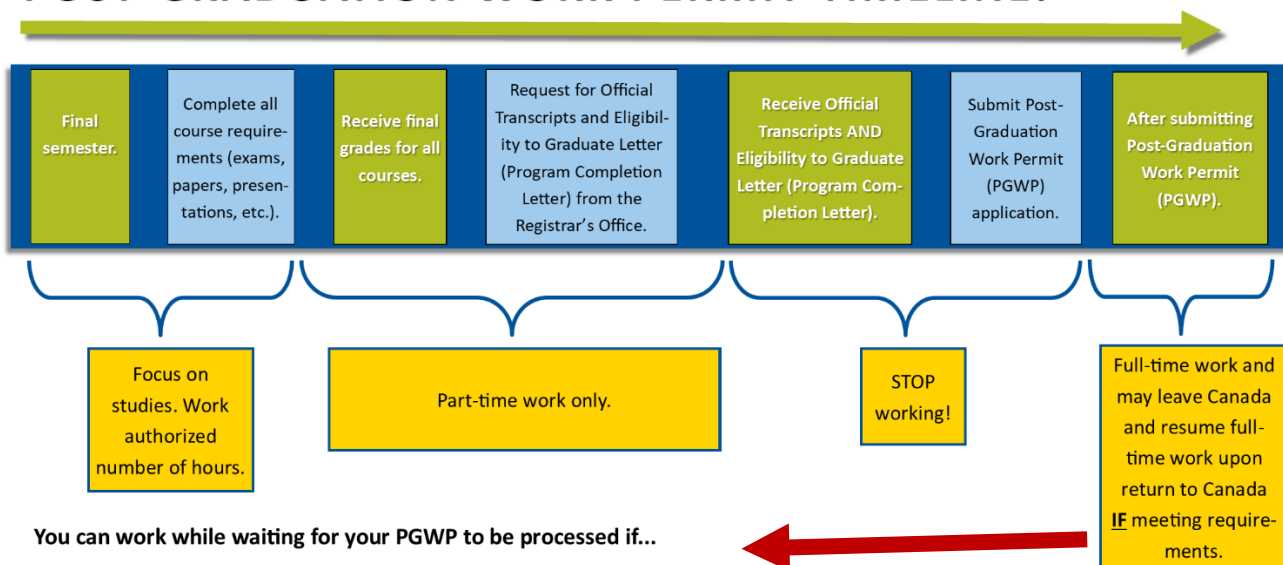 POST-GRADUATION WORK PERMIT TIMELINE:
Final
semester.
Complete all
course require-
ments (exams,
papers, presen-
tations, etc.).
Receive final
grades for all
courses.
Request for Official
Transcripts and Eligibil-
ity to Graduate Letter
(Program Completion
Letter) from the
Registrar’s Office.
Receive Official
Transcripts AND
Eligibility to Graduate
Letter (Program Com-
pletion Letter).
Submit Post-
Graduation
Work Permit
(PGWP)
application.
After submitting
Post-Graduation
Work Permit
(PGWP).
Focus on
studies. Work
authorized
number of hours.
Part-time work only.
STOP
working!
Full-time work and
may leave Canada
and resume full-
time work upon
return to Canada
IF meeting require-
ments.
You can work while waiting for your PGWP to be processed if...